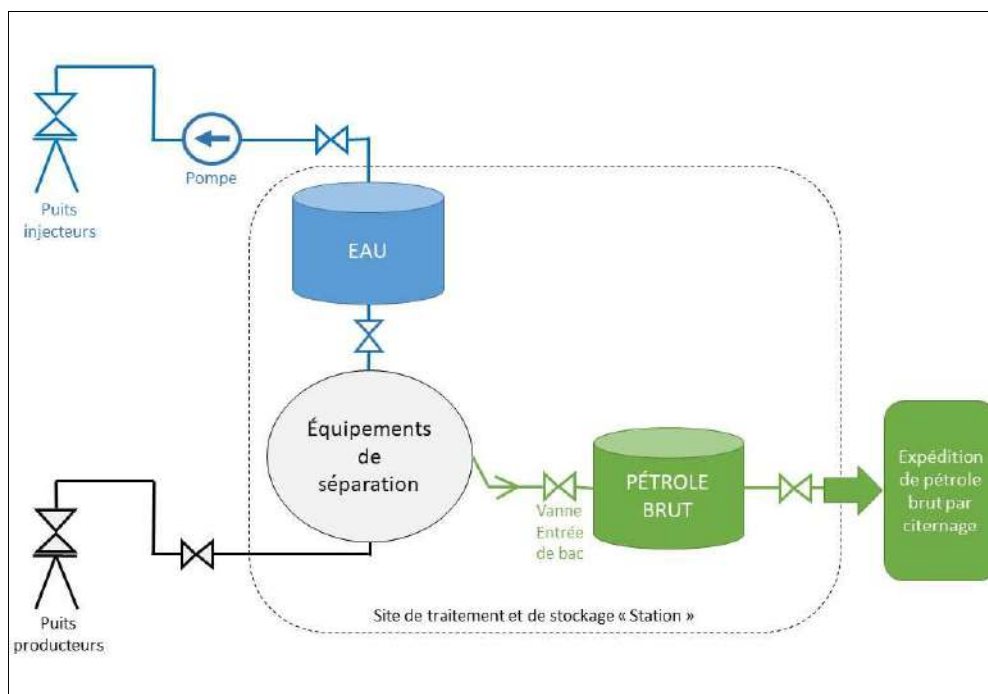 Pompe
Puits
injecteurs
EAU
Équipements
de
séparation
PÉTROLE
BRUT
Vanne
Entrée
de bac
Expédition
de pétrole
brut par
citernage
Puits
producteurs
Site de traitement et de stockage « Station »